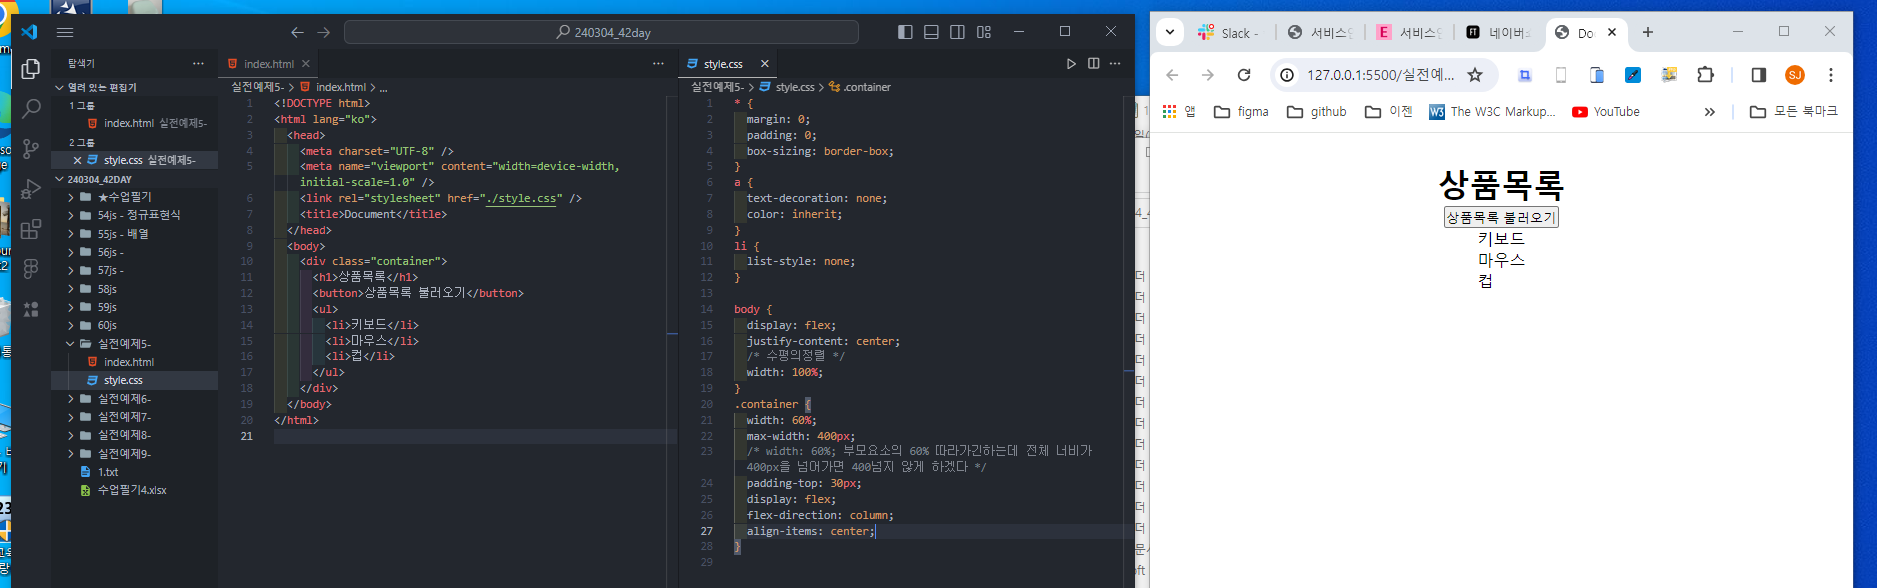 240304_42day
탐색기
열려 있는 편집기
1 그룹
index.html 실전예제5-
2 그룹
style.css 실전예제5-
240304_42DAY
★수업필기
54js - 정규표현식
55js - 배열
56js -
57js -
58js
59js
60js
실전예제5-
index.html
style.css
실전예제6-
실전예제7-
실전예제8-
실전예제9-
1.txt
수업필기4.xlsx
index.html
실전예제5- > index.html > ...
1 <!DOCTYPE html>
2 <html lang="ko">
3 <head>
4 <meta charset="UTF-8" />
5 <meta name="viewport" content="width=device-width,
initial-scale=1.0" />
6 <link rel="stylesheet" href="./style.css" />
7 <title>Document</title>
8 </head>
9 <body>
10 <div class="container">
11 <h1>상품목록</h1>
12 <button>상품목록 불러오기</button>
13 <ul>
14 <li>키보드</li>
15 <li>마우스</li>
16 <li>컵</li>
17 </ul>
18 </div>
19 </body>
20 </html>
21
style.css
실전예제5- > style.css > .container
1 * {
2 margin: 0;
3 padding: 0;
4 box-sizing: border-box;
5 }
6 a {
7 text-decoration: none;
8 color: inherit;
9 }
10 li {
11 list-style: none;
12 }
13
14 body {
15 display: flex;
16 justify-content: center;
17 /* 수평의정렬 */
18 width: 100%;
19 }
20 .container {
21 width: 60%;
22 max-width: 400px;
23 /* width: 60%; 부모요소의 60% 따라가긴하는데 전체 너비가
400px을 넘어가면 400넘지 않게 하겠다 */
24 padding-top: 30px;
25 display: flex;
26 flex-direction: column;
27 align-items: center;
28 }
29
Slack -
서비스
서비스
네이버
Do
127.0.0.1:5500/실전예...
SJ
앱
figma
github
이젠
The W3C Markup...
YouTube
모든 북마크
상품목록
상품목록 불러오기
키보드
마우스
컵